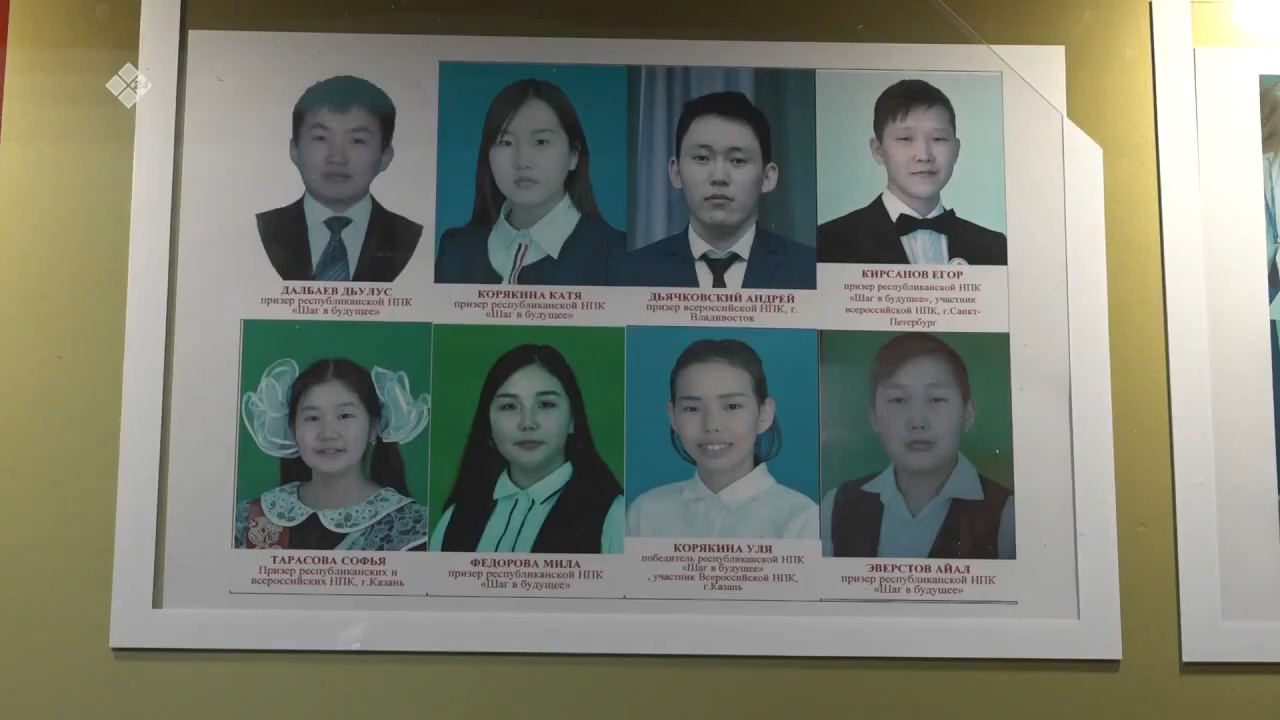 ДАЛБАЕВ ДЬУЛУС
призер республиканской НПК
«Шаг в будущее»
КОРЯКИНА КАТЯ
призер республиканской НПК
«Шаг в будущее»
ДЬЯЧКОВСКИЙ АНДРЕЙ
призер всероссийской НПК, г.
Владивосток
КИРСАНОВ ЕГОР
призер республиканской НПК
«Шаг в будущее», участник
всероссийской НПК, г.Санкт-
Петербург
ТАРАСОВА СОФЬЯ
Призер республиканских и
всероссийских НПК, г.Казань
ФЕДОРОВА МИЛА
призер республиканской НПК
«Шаг в будущее»
КОРЯКИНА УЛЯ
победитель республиканской НПК
«Шаг в будущее»
, участник Всероссийской НПК,
г.Казань
ЭВЕРСТОВ АЙАЛ
призер республиканской НПК
«Шаг в будущее»